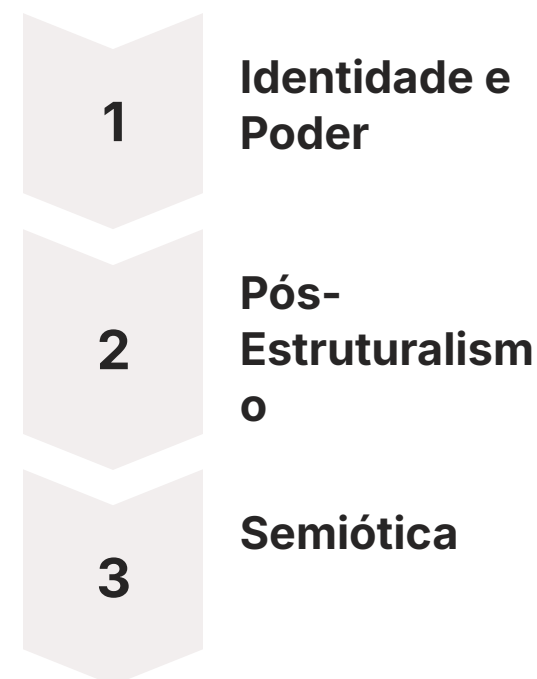 1
Identidade e
Poder
2
Pós-
Estruturalism
o
3
Semiótica